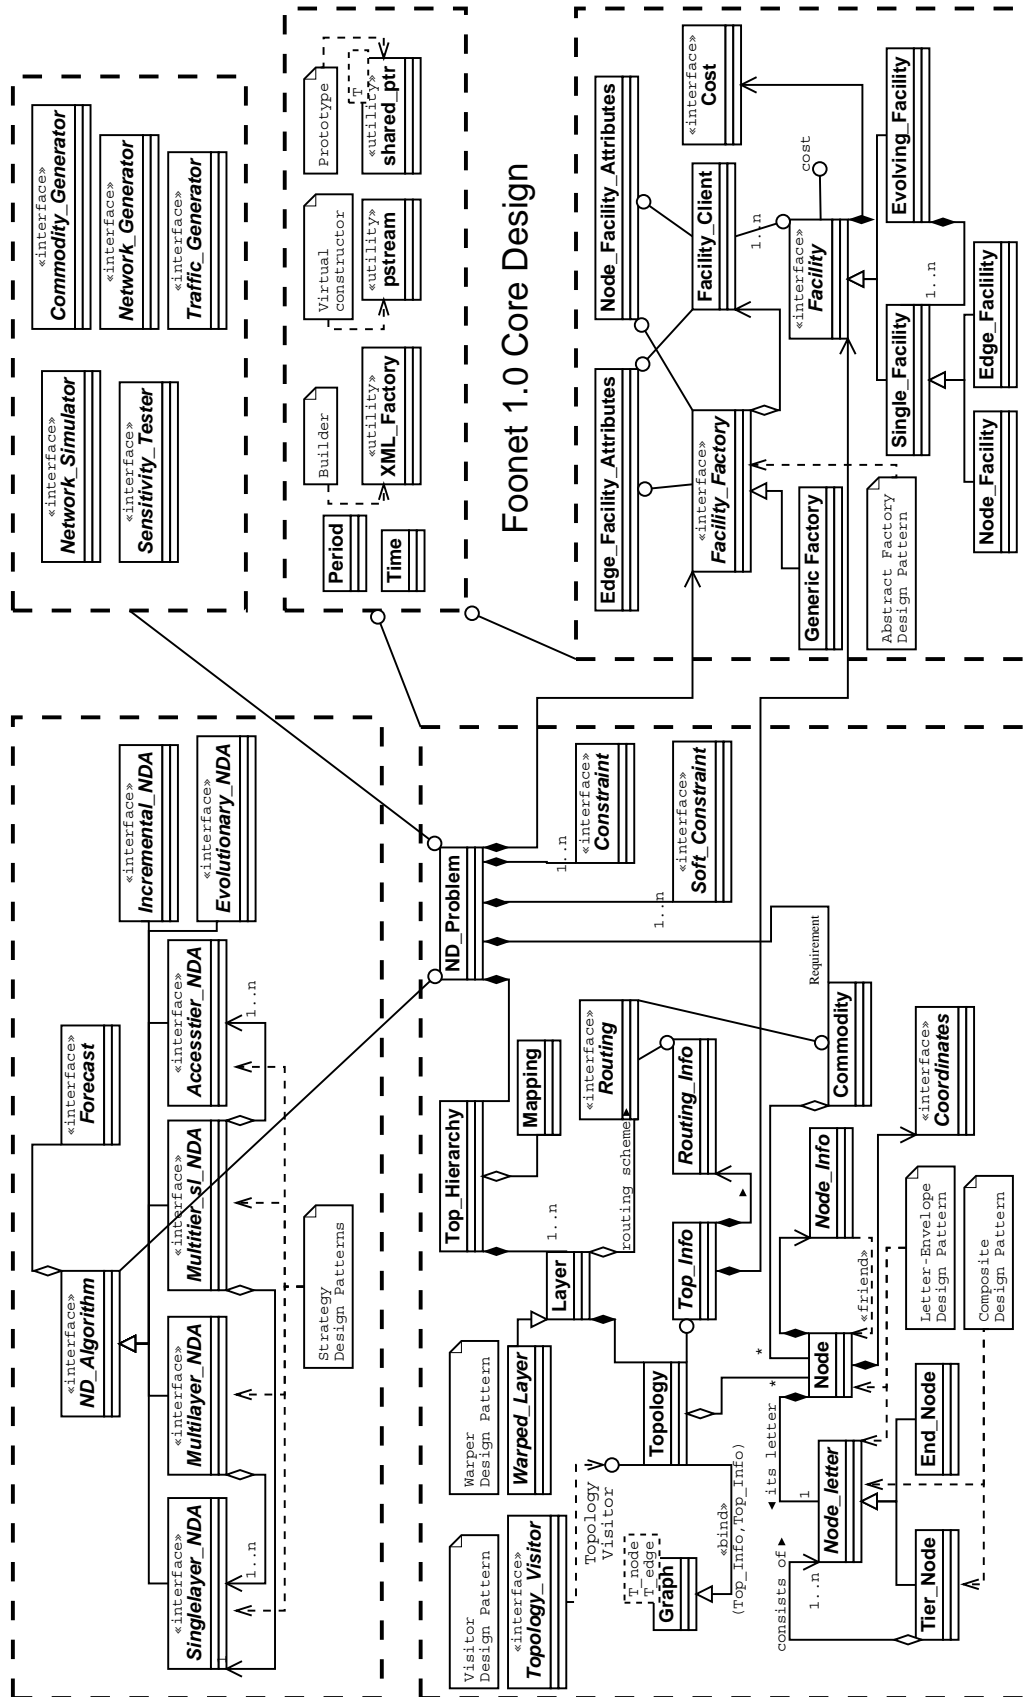 Foonet 1.0 Core Design
«interface»
ND_Algorithm
«interface»
Forecast
«interface»
Incremental_NDA
«interface»
Evolutionary_NDA
«interface»
Singlelayer_NDA
1
1..n
«interface»
Multilayer_NDA
«interface»
Multitier_sl_NDA
«interface»
Accesstier_NDA
1..n
Strategy
Design Patterns
«interface»
Network_Simulator
«interface»
Sensitivity_Tester
«interface»
Commodity_Generator
«interface»
Network_Generator
«interface»
Traffic_Generator
Period
Time
Builder
«utility»
XML_Factory
Virtual
constructor
«utility»
pstream
Prototype
T
«utility»
shared_ptr
Visitor
Design Pattern
«interface»
Topology_Visitor
Warper
Design Pattern
Warped_Layer
Topology
Visitor
T_node
T_edge
Graph
«bind»
(Top_Info,Top_Info)
Topology
Layer
1..n
Top_Hierarchy
Mapping
ND_Problem
routing scheme ▶
«interface»
Routing
Routing_Info
▶
Top_Info
1..n
«interface»
Constraint
1..n
«interface»
Soft_Constraint
Requirement
Commodity
*
*
Node
◀ its letter
1
Node_letter
consists of ▶
1..n
Tier_Node
End_Node
Node_Info
«friend»
«interface»
Coordinates
Letter-Envelope
Design Pattern
Composite
Design Pattern
Edge_Facility_Attributes
Node_Facility_Attributes
«interface»
Facility_Factory
Facility_Client
«interface»
Cost
Generic Factory
Abstract Factory
Design Pattern
1..n
«interface»
Facility
cost
Single_Facility
1..n
Evolving_Facility
Node_Facility
Edge_Facility